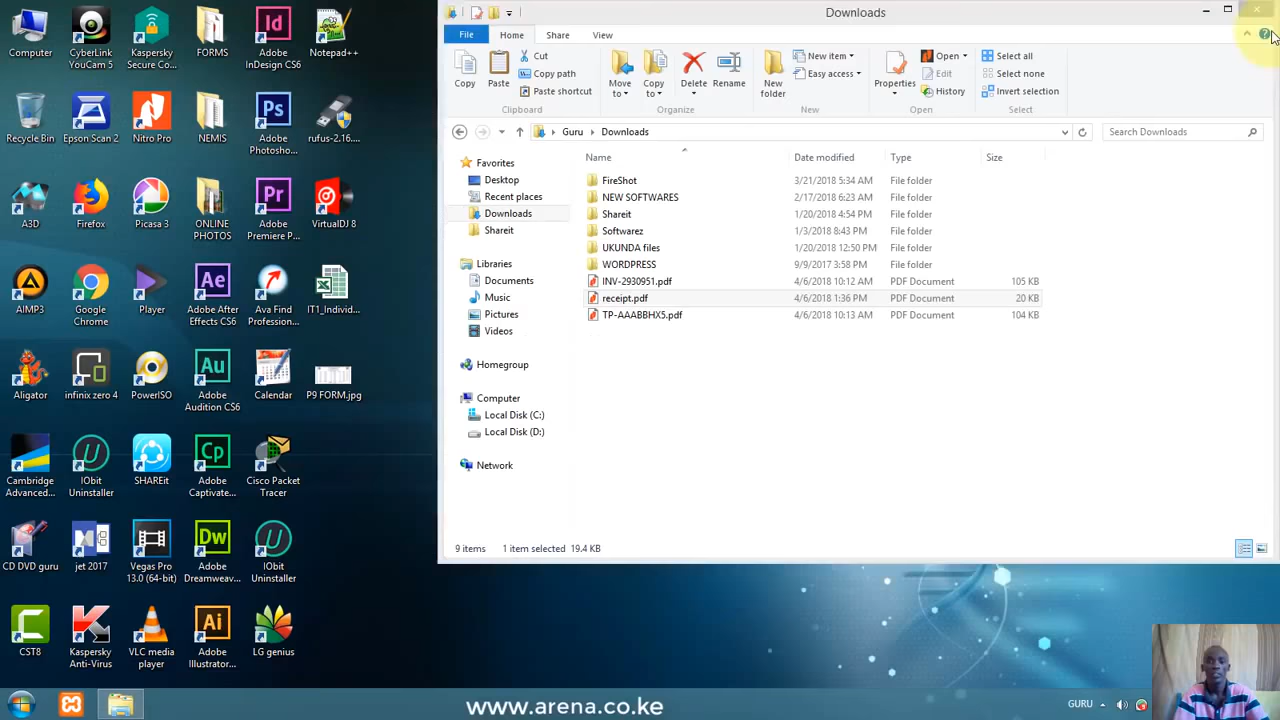 Computer
CyberLink
YouCam 5
Kaspersky
Secure Co...
FORMS
Adobe
InDesign CS6
Notepad++
Recycle Bin
Epson Scan 2
Nitro Pro
NEMIS
Adobe
Photosho...
rufus-2.16....
A3D
Firefox
Picasa 3
ONLINE
PHOTOS
Adobe
Premiere P...
VirtualDJ 8
AIMP3
Google
Chrome
Player
Adobe After
Effects CS6
Ava Find
Profession...
IT1_Individ...
Aligator
infinix zero 4
PowerISO
Adobe
Audition CS6
Calendar
P9 FORM.jpg
Cambridge
Advanced...
IObit
Uninstaller
SHAREit
Adobe
Captivate...
Cisco Packet
Tracer
CD DVD guru
jet 2017
Vegas Pro
13.0 (64-bit)
Adobe
Dreamweav...
IObit
Uninstaller
CST8
Kaspersky
Anti-Virus
VLC media
player
Adobe
Illustrator...
LG genius
Downloads
File Home Share View
Copy
Paste
Cut
Copy path
Paste shortcut
Clipboard
Move
to
Copy
to
Delete
Rename
Organize
New
folder
New item
Easy access
New
Properties
Open
Edit
History
Open
Select all
Select none
Invert selection
Select
Guru Downloads
Search Downloads
Favorites
Desktop
Recent places
Downloads
Shareit
Libraries
Documents
Music
Pictures
Videos
Homegroup
Computer
Local Disk (C:)
Local Disk (D:)
Network
Name Date modified Type Size
FireShot 3/21/2018 5:34 AM File folder
NEW SOFTWARES 2/17/2018 6:23 AM File folder
Shareit 1/20/2018 4:54 PM File folder
Softwarez 1/3/2018 8:43 PM File folder
UKUNDA files 1/20/2018 12:50 PM File folder
WORDPRESS 9/9/2017 3:58 PM File folder
INV-2930951.pdf 4/6/2018 10:12 AM PDF Document 105 KB
receipt.pdf 4/6/2018 1:36 PM PDF Document 20 KB
TP-AAABBHX5.pdf 4/6/2018 10:13 AM PDF Document 104 KB
9 items 1 item selected 19.4 KB
www.arena.co.ke
GURU